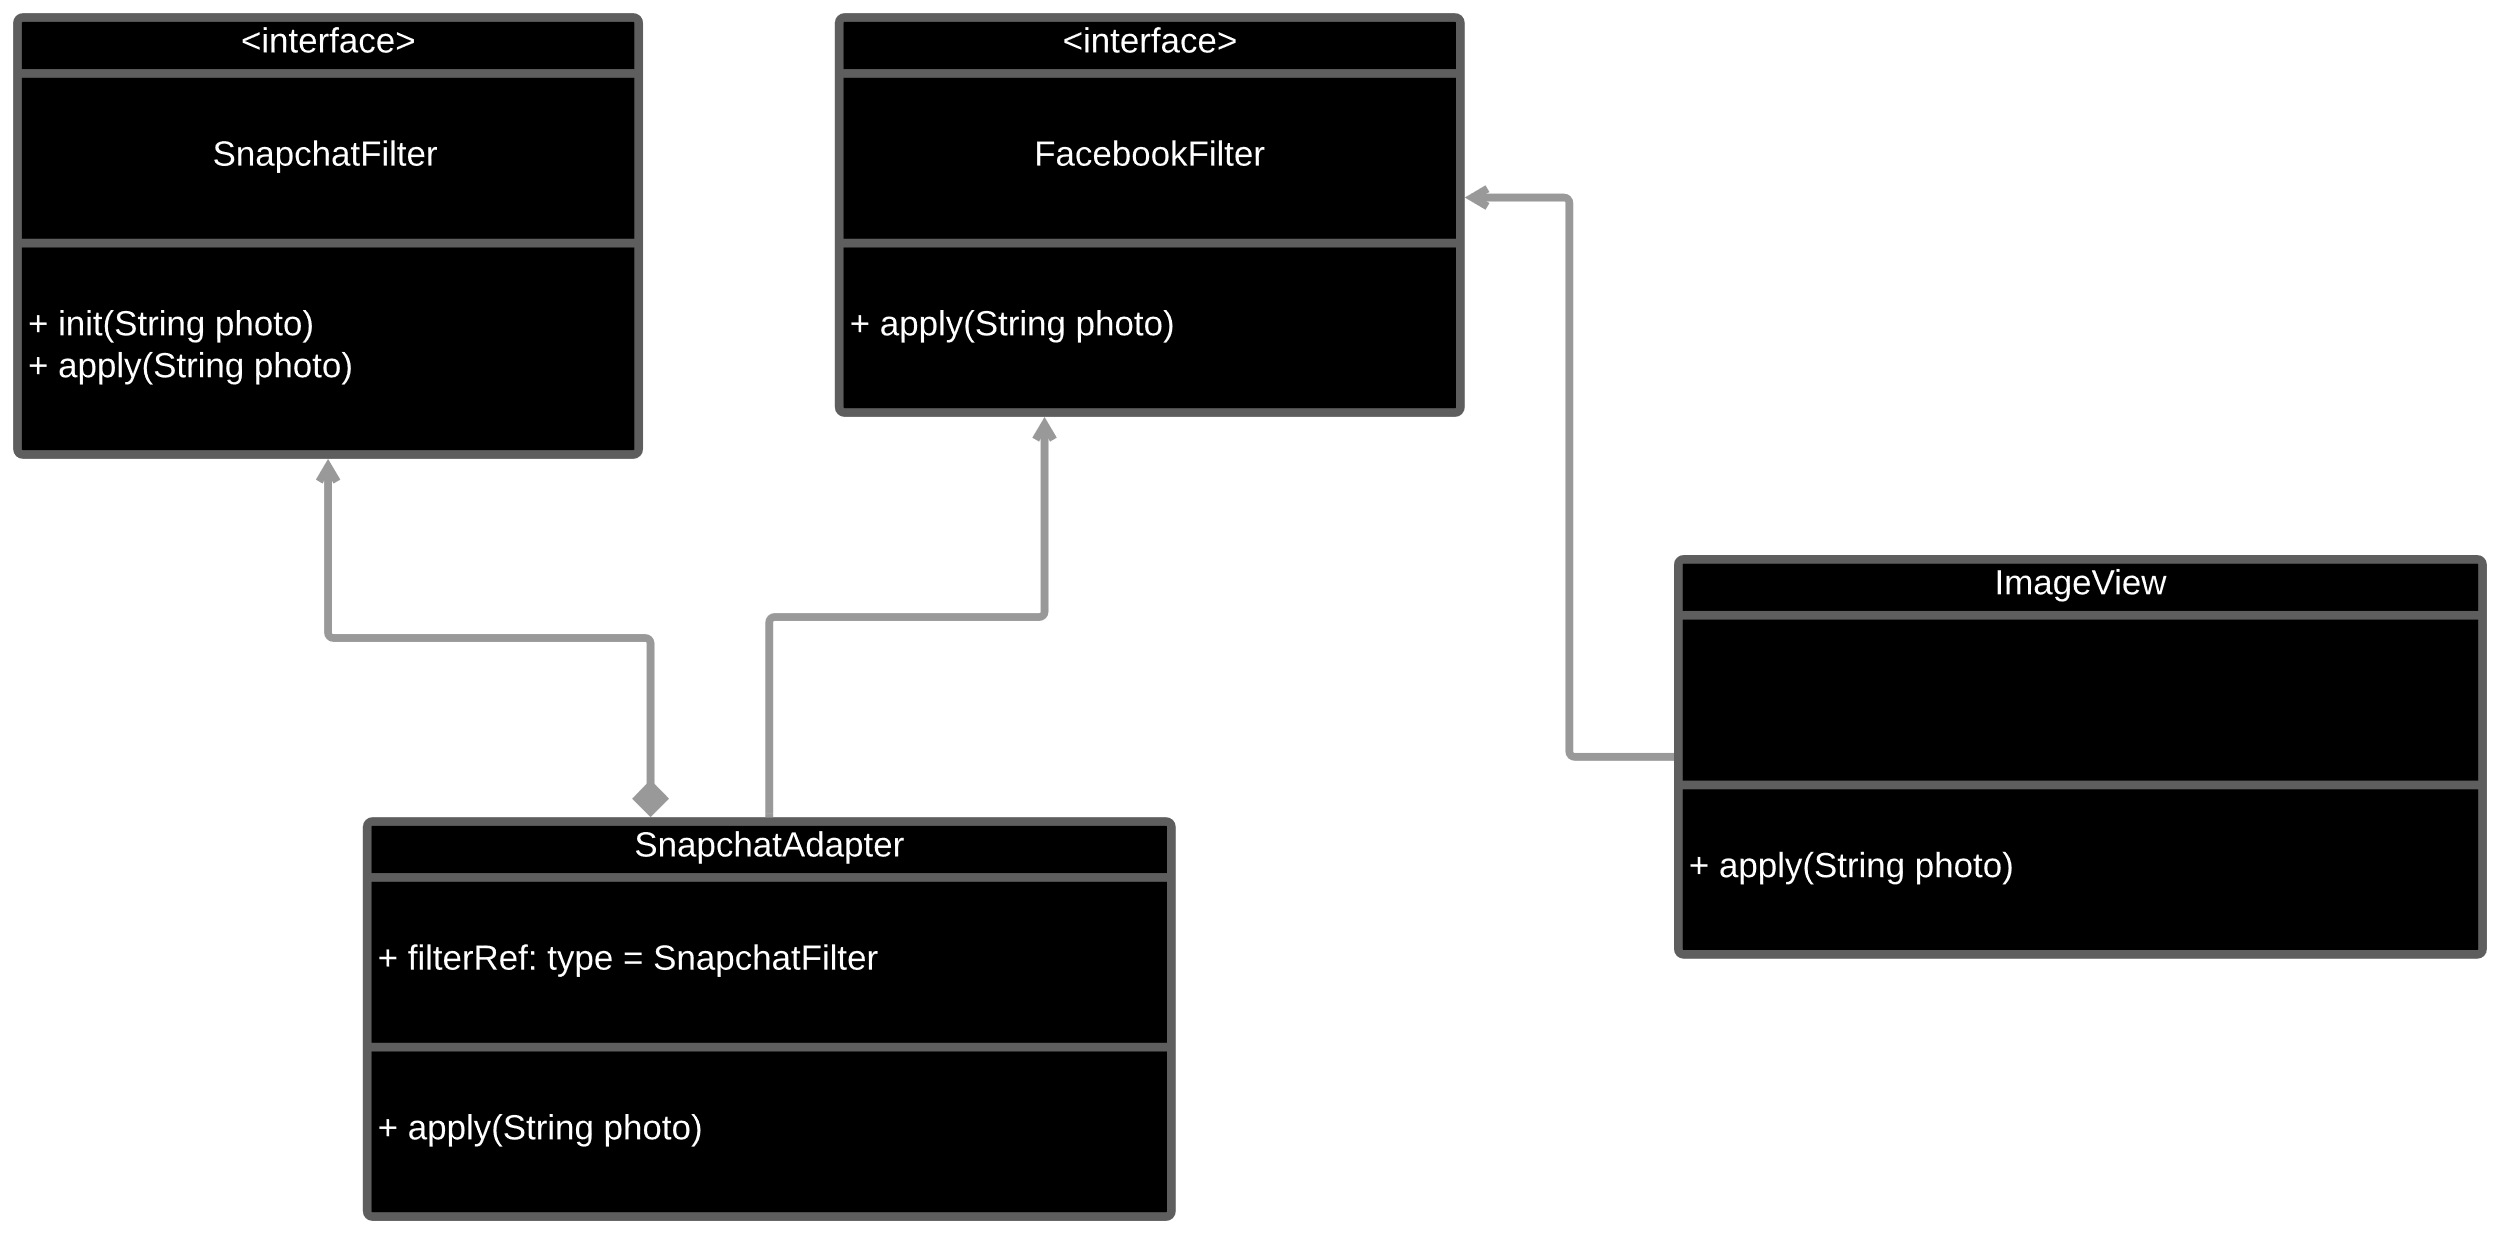 <interface>
SnapchatFilter
+ init(String photo)
+ apply(String photo)
<interface>
FacebookFilter
+ apply(String photo)
ImageView
+ apply(String photo)
SnapchatAdapter
+ filterRef: type = SnapchatFilter
+ apply(String photo)